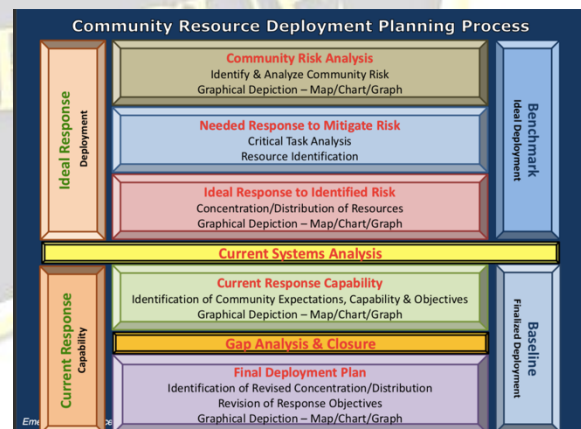 Community Resource Deployment Planning Process
Ideal Response
Deployment
Community Risk Analysis
Identify & Analyze Community Risk
Graphical Depiction – Map/Chart/Graph
Needed Response to Mitigate Risk
Critical Task Analysis
Resource Identification
Ideal Response to Identified Risk
Concentration/Distribution of Resources
Graphical Depiction – Map/Chart/Graph
Benchmark
Ideal Deployment
Current Systems Analysis
Current Response
Capability
Current Response Capability
Identification of Community Expectations, Capability & Objectives
Graphical Depiction – Map/Chart/Graph
Gap Analysis & Closure
Final Deployment Plan
Identification of Revised Concentration/Distribution
Revision of Response Objectives
Graphical Depiction – Map/Chart/Graph
Baseline
Finalized Deployment